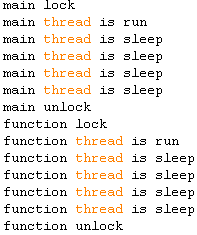 main lock
main thread is run
main thread is sleep
main thread is sleep
main thread is sleep
main thread is sleep
main unlock
function lock
function thread is run
function thread is sleep
function thread is sleep
function thread is sleep
function thread is sleep
function unlock